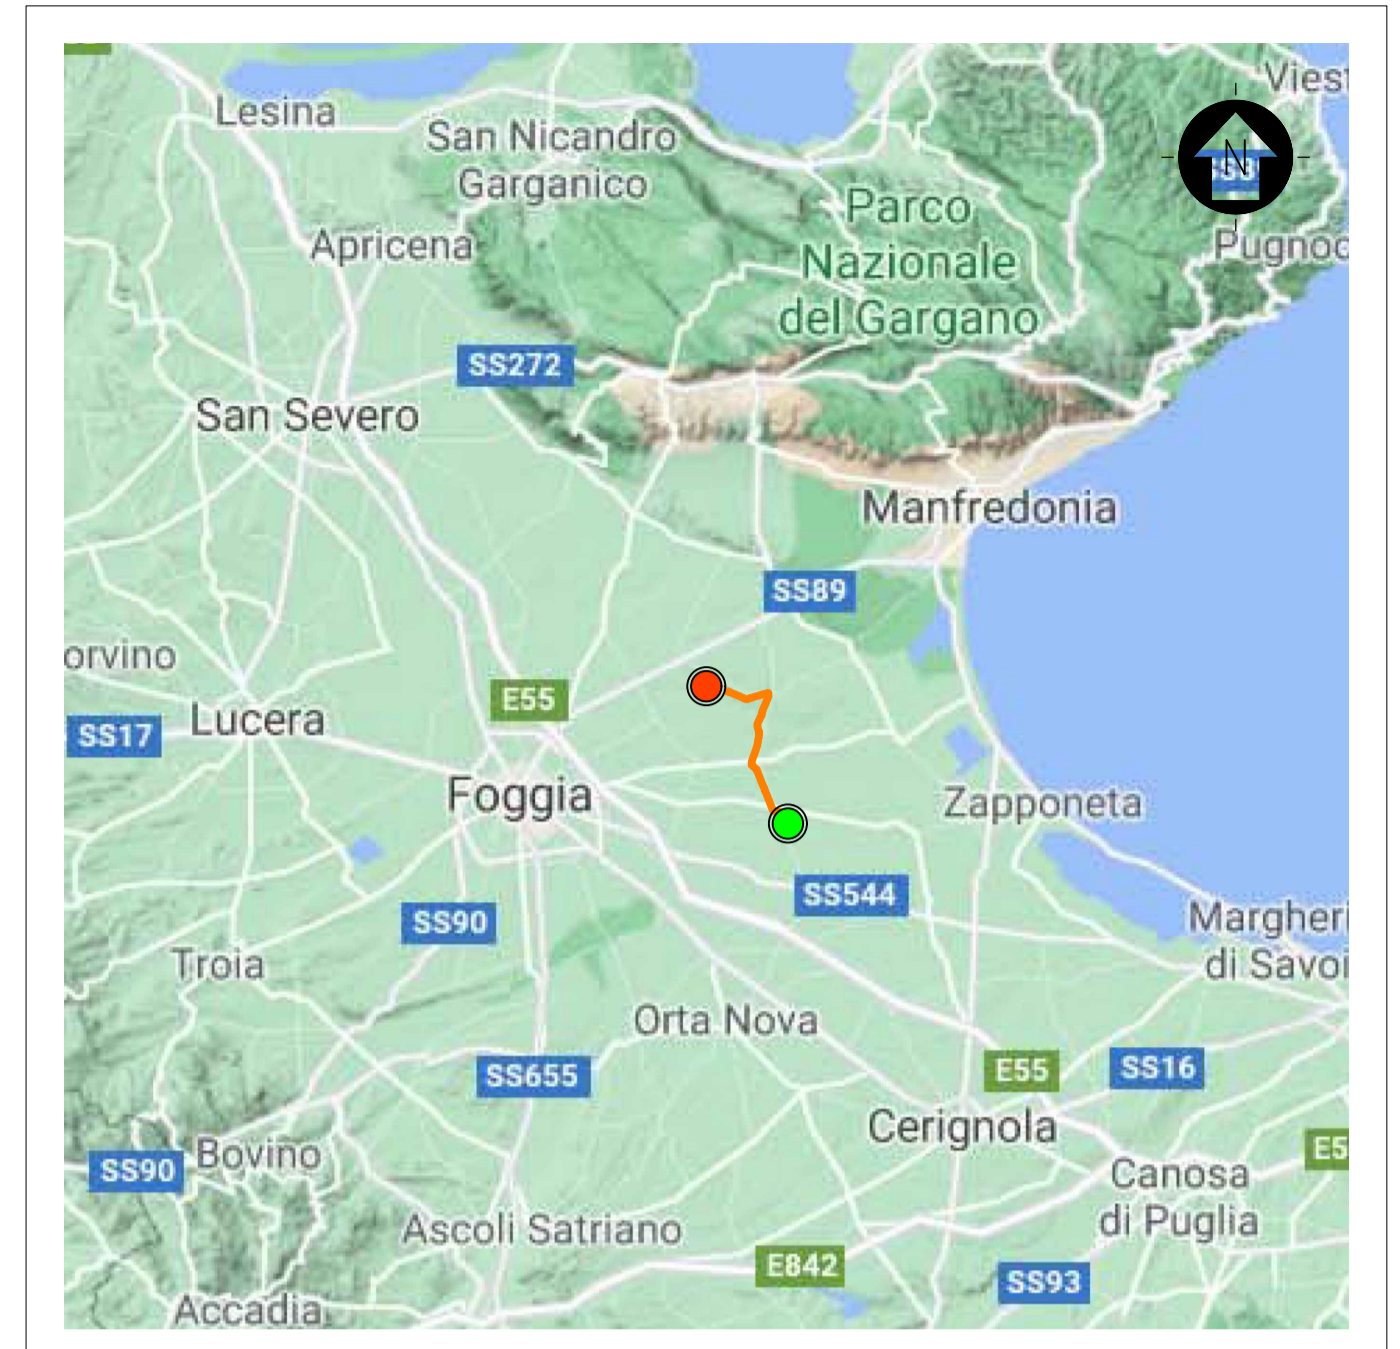 Viest
Lesina
San Nicandro
Garganico
N
Parco
Nazionale
del Gargano
Apricena
Pugnoc
SS272
San Severo
Manfredonia
SS89
orvino
E55
SS17
Lucera
Foggia
Zapponeta
SS544
SS90
Margheri
di Savoi
Troia
Orta Nova
SS655
E55
SS16
Cerignola
E5
SS90
Bovino
Canosa
di Puglia
Ascoli Satriano
E842
SS93
Accadia